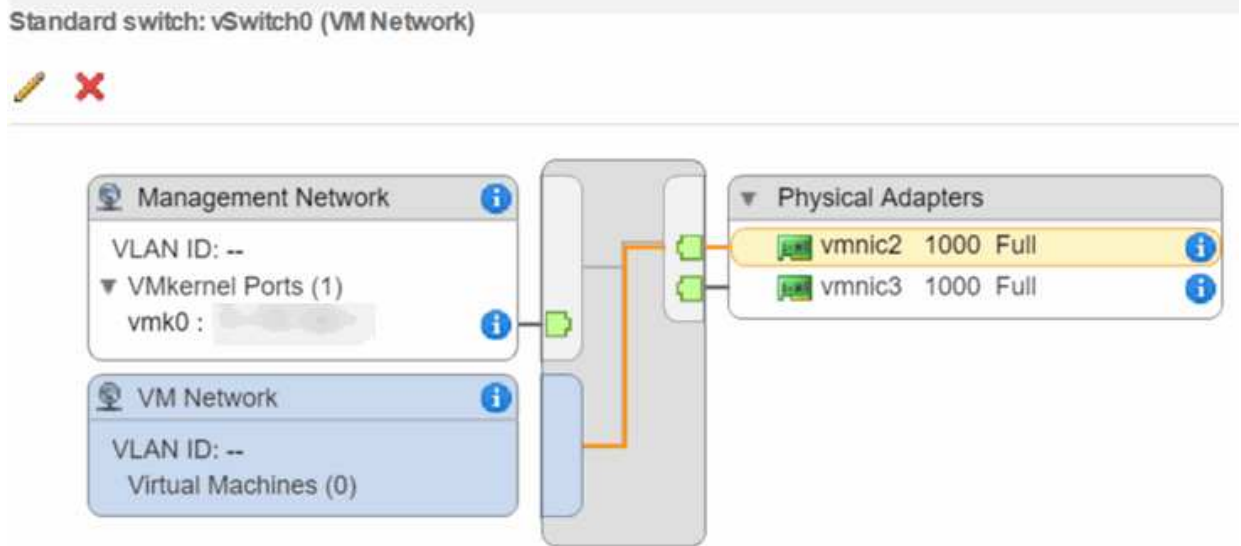 Standard switch: vSwitch0 (VM Network)
Management Network
VLAN ID: --
VMkernel Ports (1)
vmk0 :
VM Network
VLAN ID: --
Virtual Machines (0)
Physical Adapters
vmnic2 1000 Full
vmnic3 1000 Full